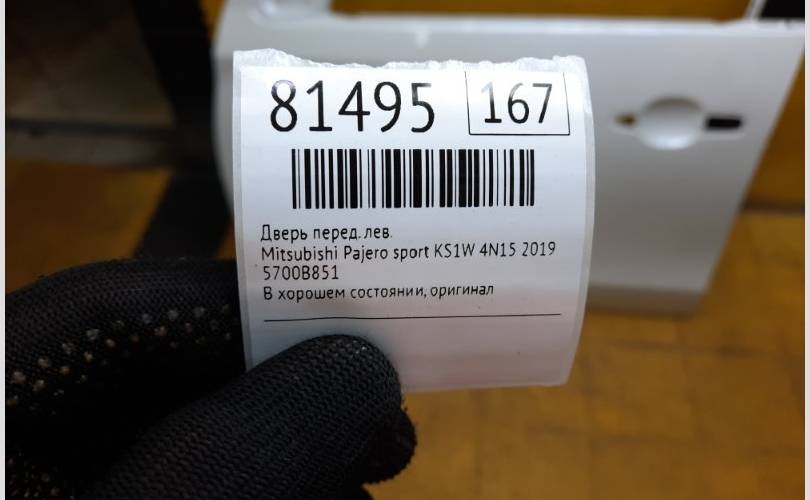 81495 167
Дверь перед. лев.
Mitsubishi Pajero sport KS1W 4N15 2019
5700B851
В хорошем состоянии, оригинал